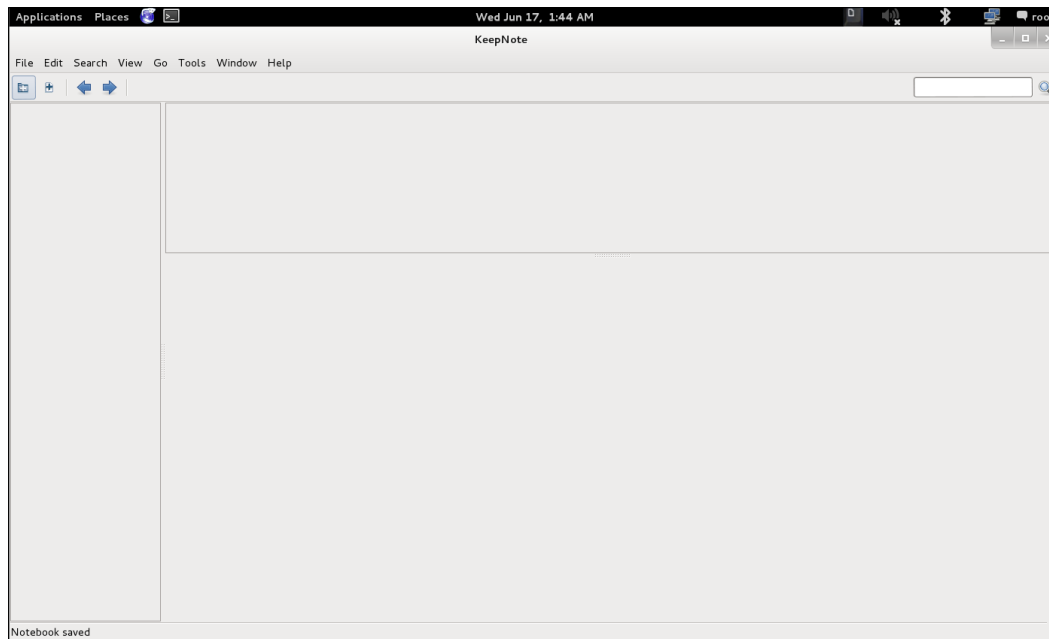 Applications Places Wed Jun 17, 1:44 AM roo
KeepNote
File Edit Search View Go Tools Window Help
Notebook saved